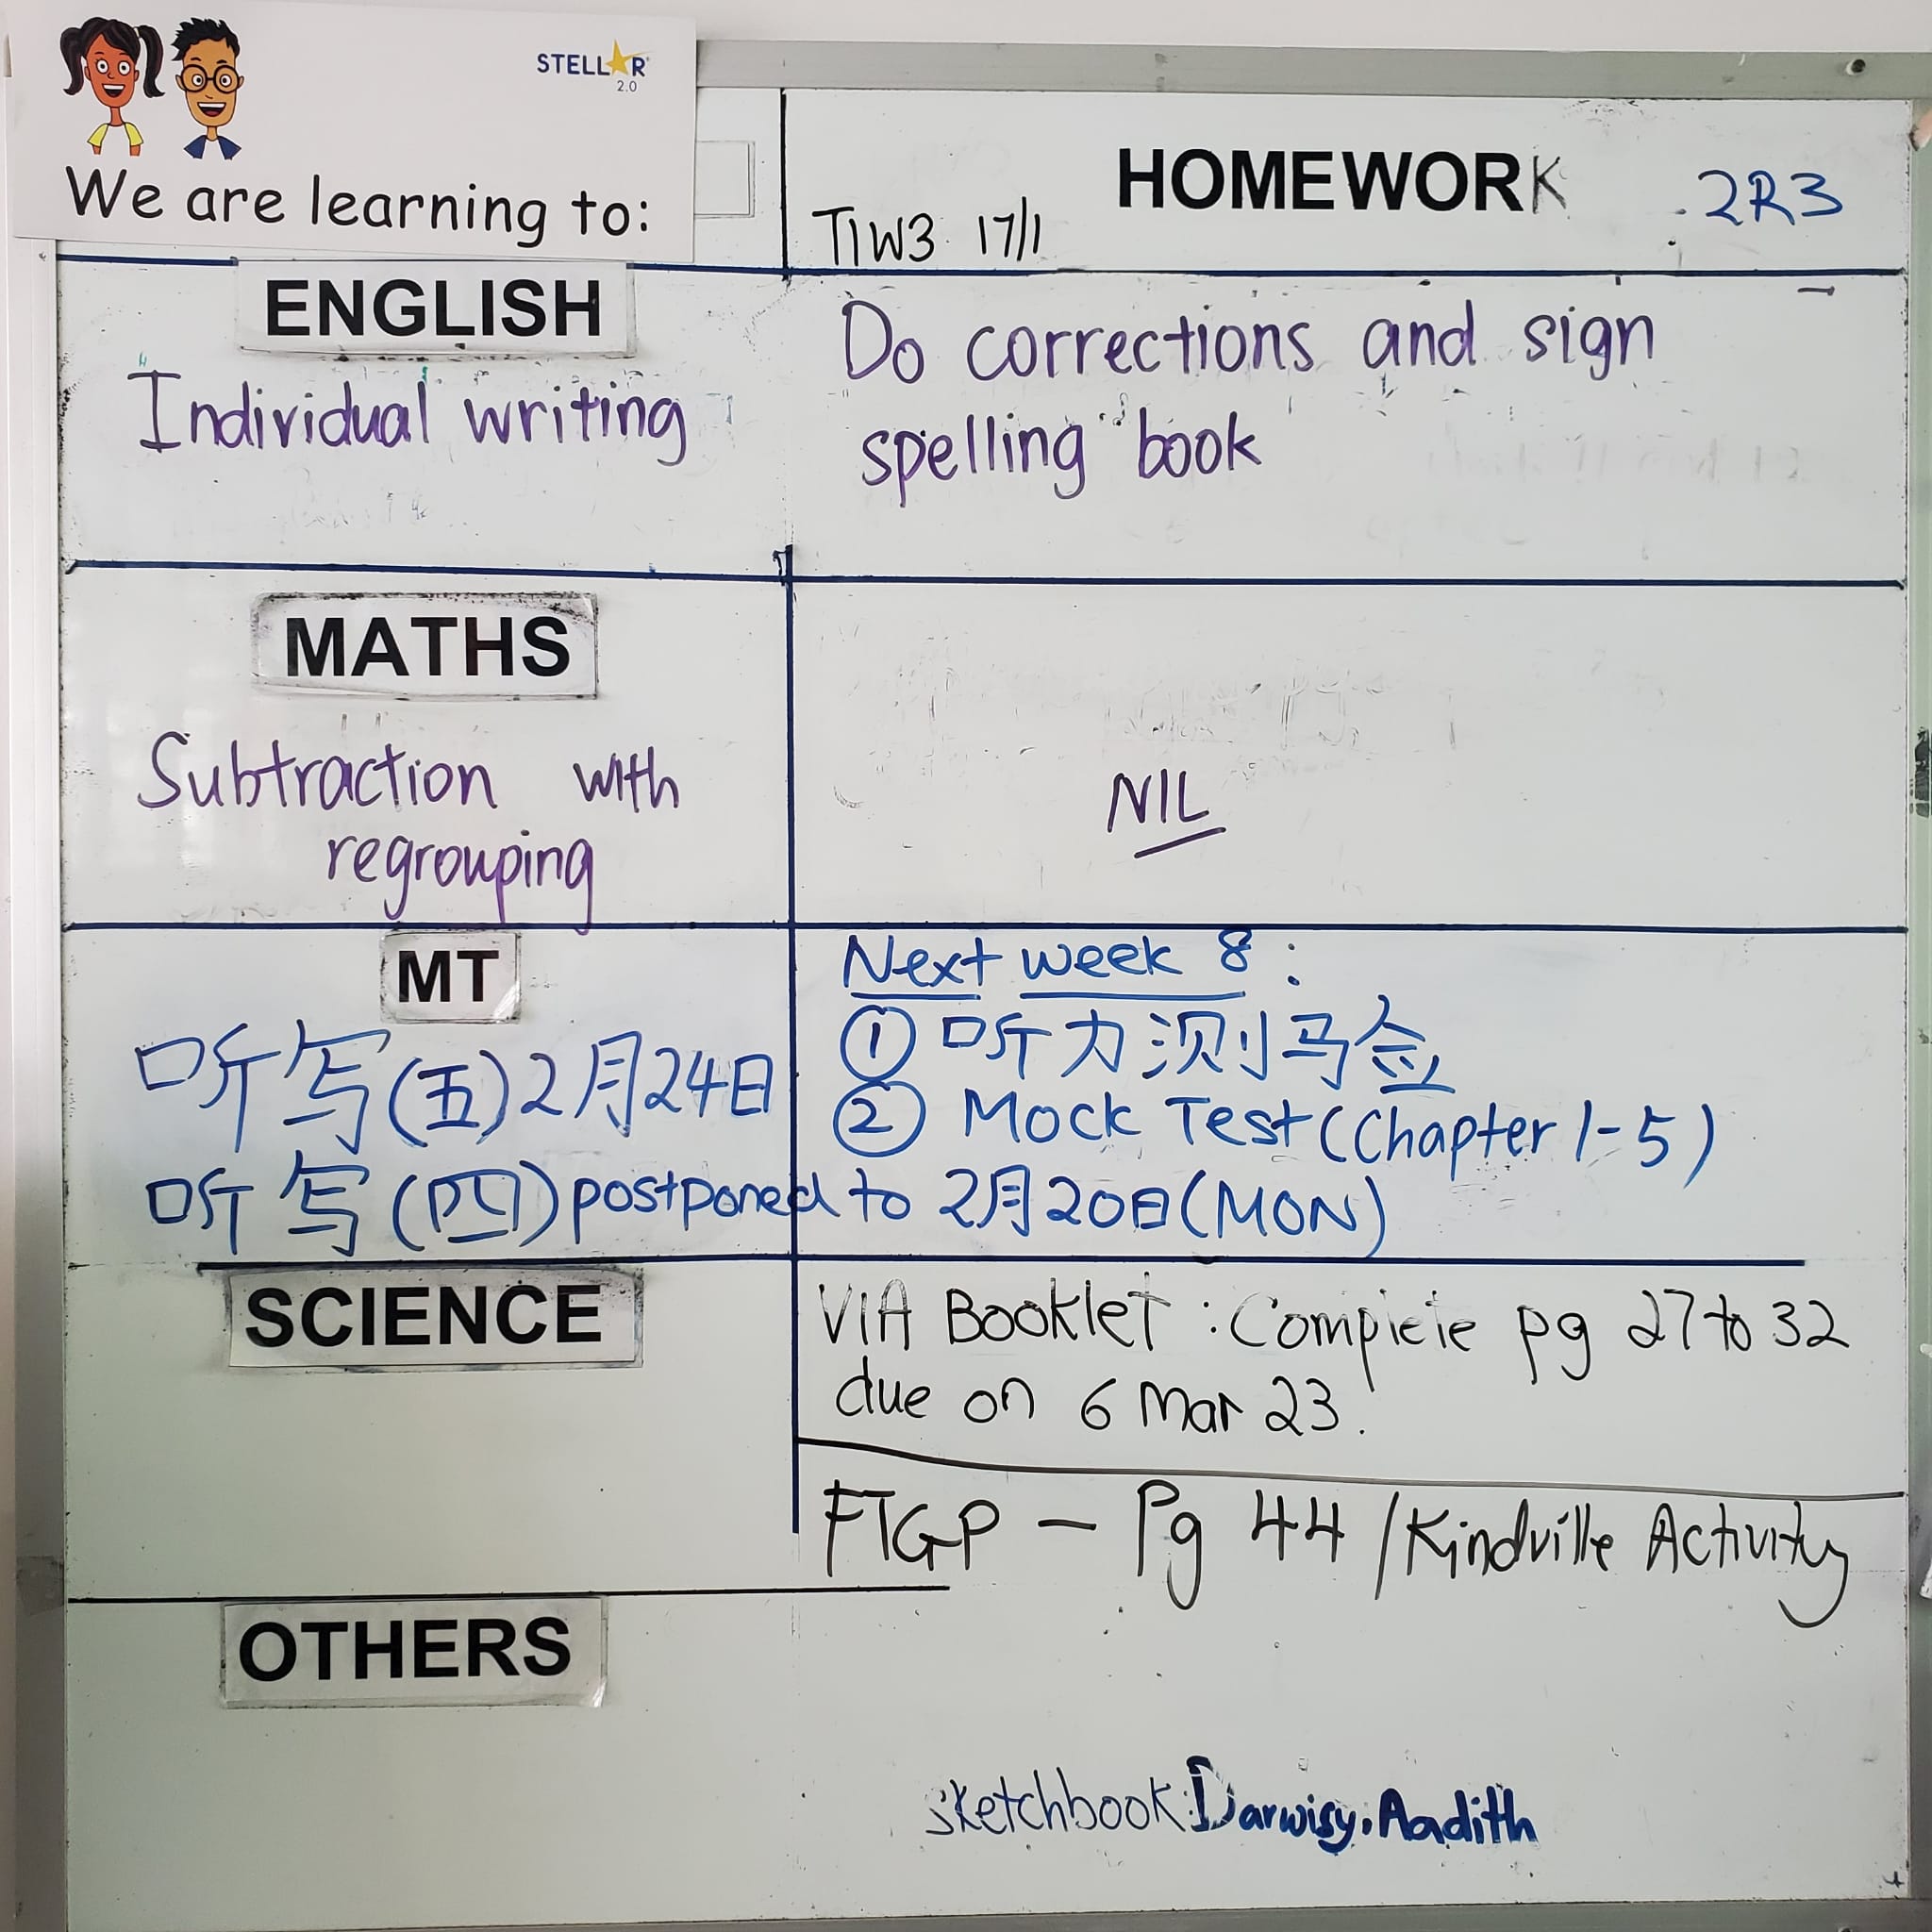 STELLAR 2.0
We are learning to:
HOMEWORK 2R3
T1W3 17/1
ENGLISH
Individual writing
Do corrections and sign
spelling book
MATHS
Subtraction with
regrouping
NIL
MT
听写(五)2月24日
Next week 8:
① 听力测验
② Mock Test (Chapter 1-5)
听写(四) postponed to 2月20日(MON)
SCIENCE
VIA Booklet : Complete pg 27 to 32
due on 6 Mar 23.
FTGP - Pg 44 / Kindville Activity
OTHERS
sketchbook: Darwisy, Aadith